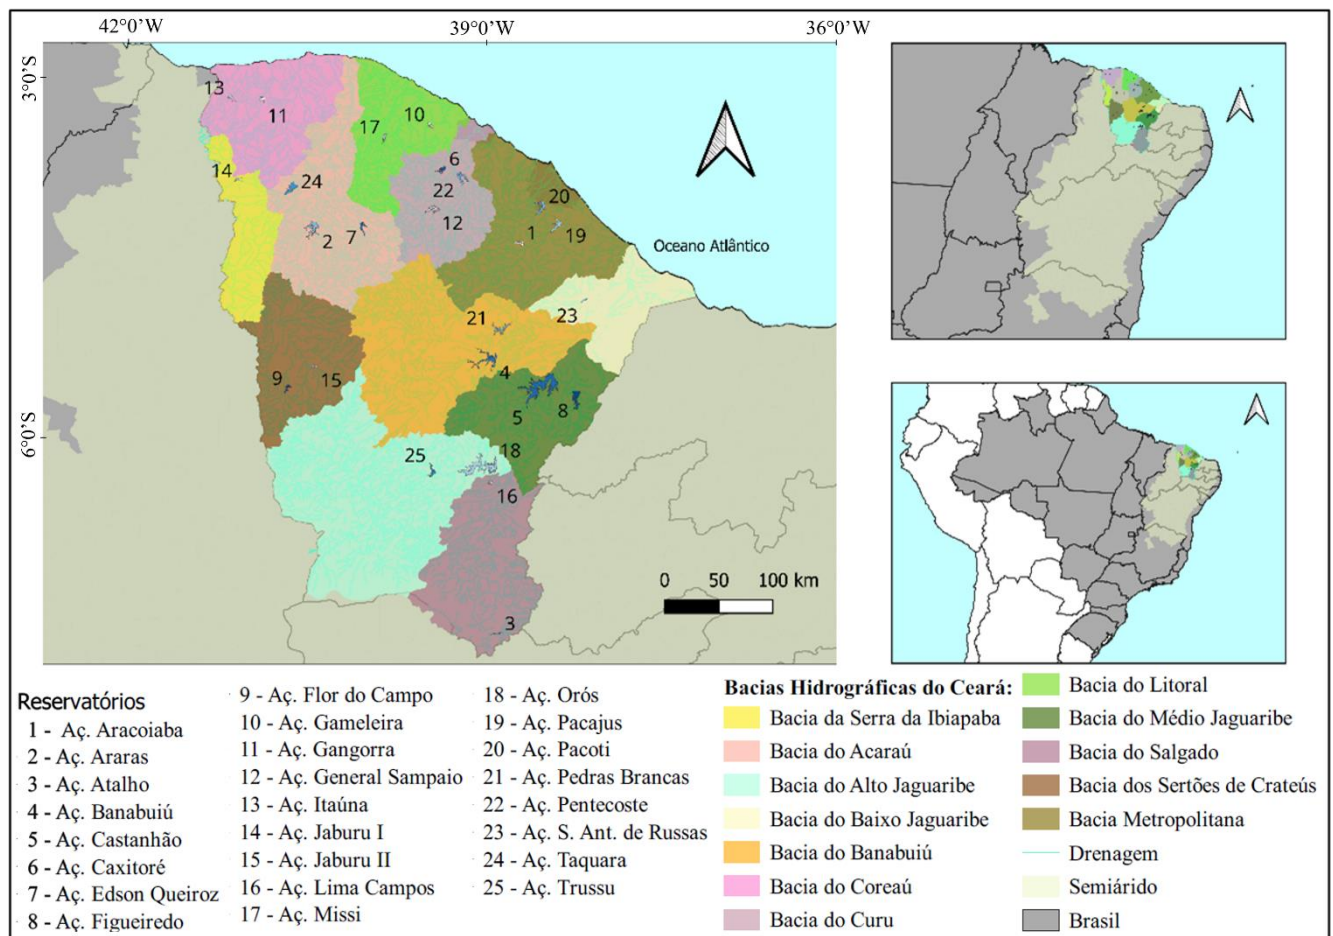 42°0’W
39°0’W
36°0’W
3°0’S
6°0’S
13
11
17
10
6
14
24
22
20
12
2
7
1
19
Oceano Atlântico
21
23
4
9
15
5
8
25
18
16
3
0 50 100 km
Reservatórios
1 - Aç. Aracoiaba
2 - Aç. Araras
3 - Aç. Atalho
4 - Aç. Banabuiú
5 - Aç. Castanhão
6 - Aç. Caxitoré
7 - Aç. Edson Queiroz
8 - Aç. Figueiredo
9 - Aç. Flor do Campo
10 - Aç. Gameleira
11 - Aç. Gangorra
12 - Aç. General Sampaio
13 - Aç. Itaúna
14 - Aç. Jaburu I
15 - Aç. Jaburu II
16 - Aç. Lima Campos
17 - Aç. Missi
18 - Aç. Orós
19 - Aç. Pacajus
20 - Aç. Pacoti
21 - Aç. Pedras Brancas
22 - Aç. Pentecoste
23 - Aç. S. Ant. de Russas
24 - Aç. Taquara
25 - Aç. Trussu
Bacias Hidrográficas do Ceará:
Bacia da Serra da Ibiapaba
Bacia do Acaraú
Bacia do Alto Jaguaribe
Bacia do Baixo Jaguaribe
Bacia do Banabuiú
Bacia do Coreaú
Bacia do Curu
Bacia do Litoral
Bacia do Médio Jaguaribe
Bacia do Salgado
Bacia dos Sertões de Crateús
Bacia Metropolitana
Drenagem
Semiárido
Brasil